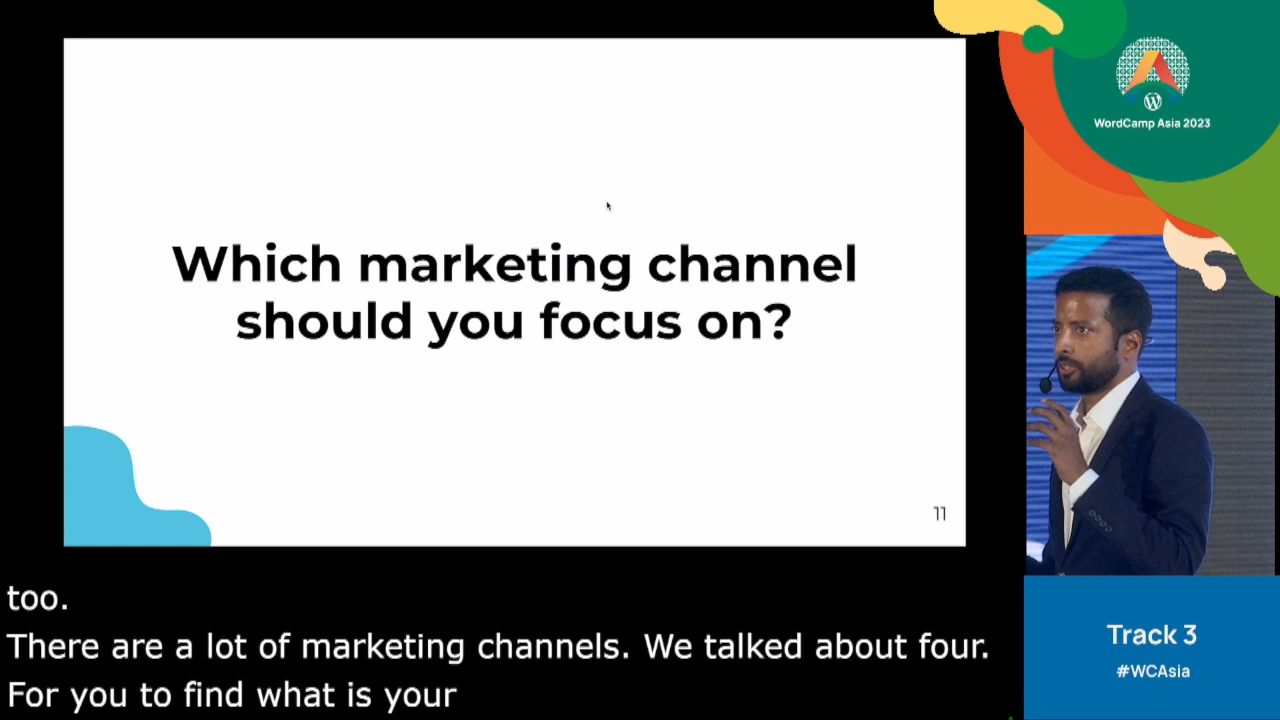 WordCamp Asia 2023
Which marketing channel
should you focus on?
11
too.
There are a lot of marketing channels. We talked about four.
For you to find what is your
Track 3
#WCAsia